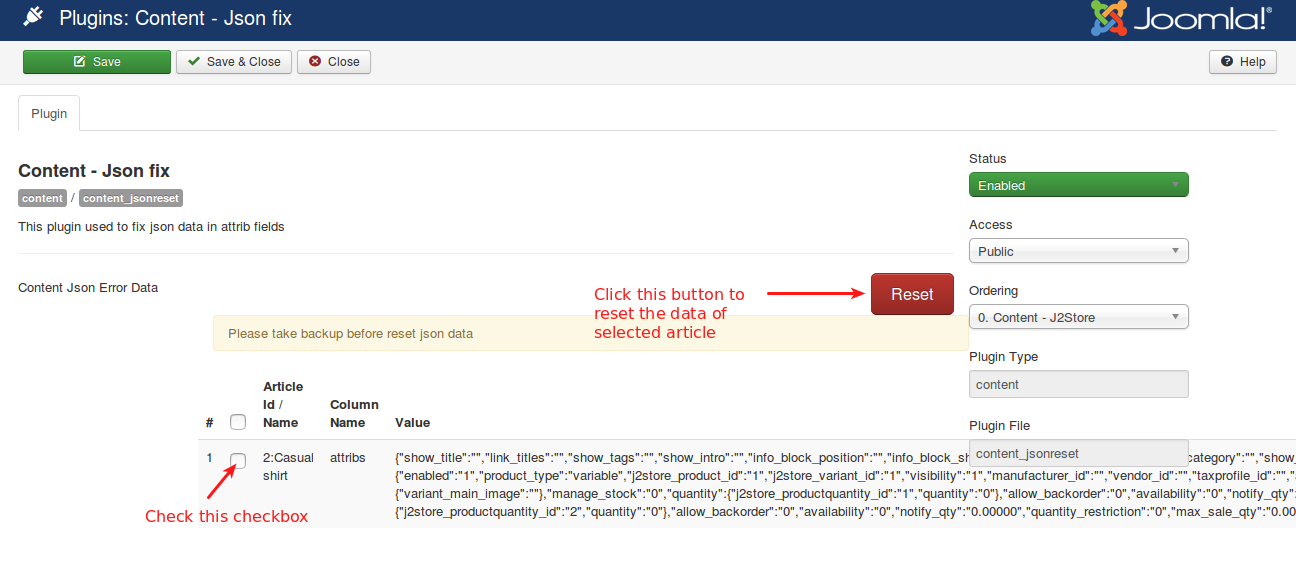 Plugins: Content - Json fix
Joomla!®
Save
Save & Close
Close
Help
Plugin
Content - Json fix
content / content_jsonreset
This plugin used to fix json data in attrib fields
Status
Enabled
Access
Public
Ordering
0. Content - J2Store
Plugin Type
content
Plugin File
content_jsonreset
Content Json Error Data
Reset
Click this button to
reset the data of
selected article
Please take backup before reset json data
#
Article
Id /
Name
Column
Name
Value
1
2:Casual
shirt
attribs
{"show_title":"","link_titles":"","show_tags":"","show_intro":"","info_block_position":"","info_block_sh category":"","show_
{"enabled":"1","product_type":"variable","j2store_product_id":"1","j2store_variant_id":"1","visibility":"1","manufacturer_id":"","vendor_id":"","taxprofile_id":"","
{"variant_main_image":""},"manage_stock":"0","quantity":{"j2store_productquantity_id":"1","quantity":"0"},"allow_backorder":"0","availability":"0","notify_qty"
{"j2store_productquantity_id":"2","quantity":"0"},"allow_backorder":"0","availability":"0","notify_qty":"0.00000","quantity_restriction":"0","max_sale_qty":"0.00
Check this checkbox